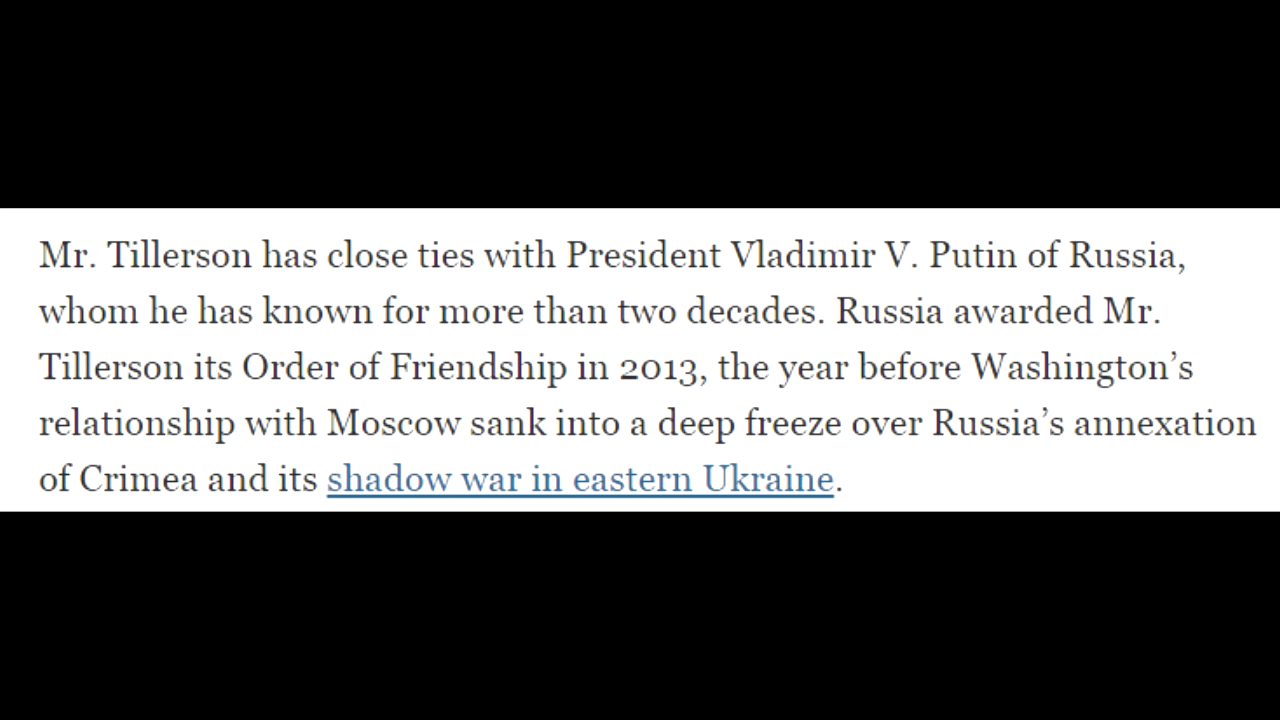 Mr. Tillerson has close ties with President Vladimir V. Putin of Russia,
whom he has known for more than two decades. Russia awarded Mr.
Tillerson its Order of Friendship in 2013, the year before Washington’s
relationship with Moscow sank into a deep freeze over Russia’s annexation
of Crimea and its shadow war in eastern Ukraine.